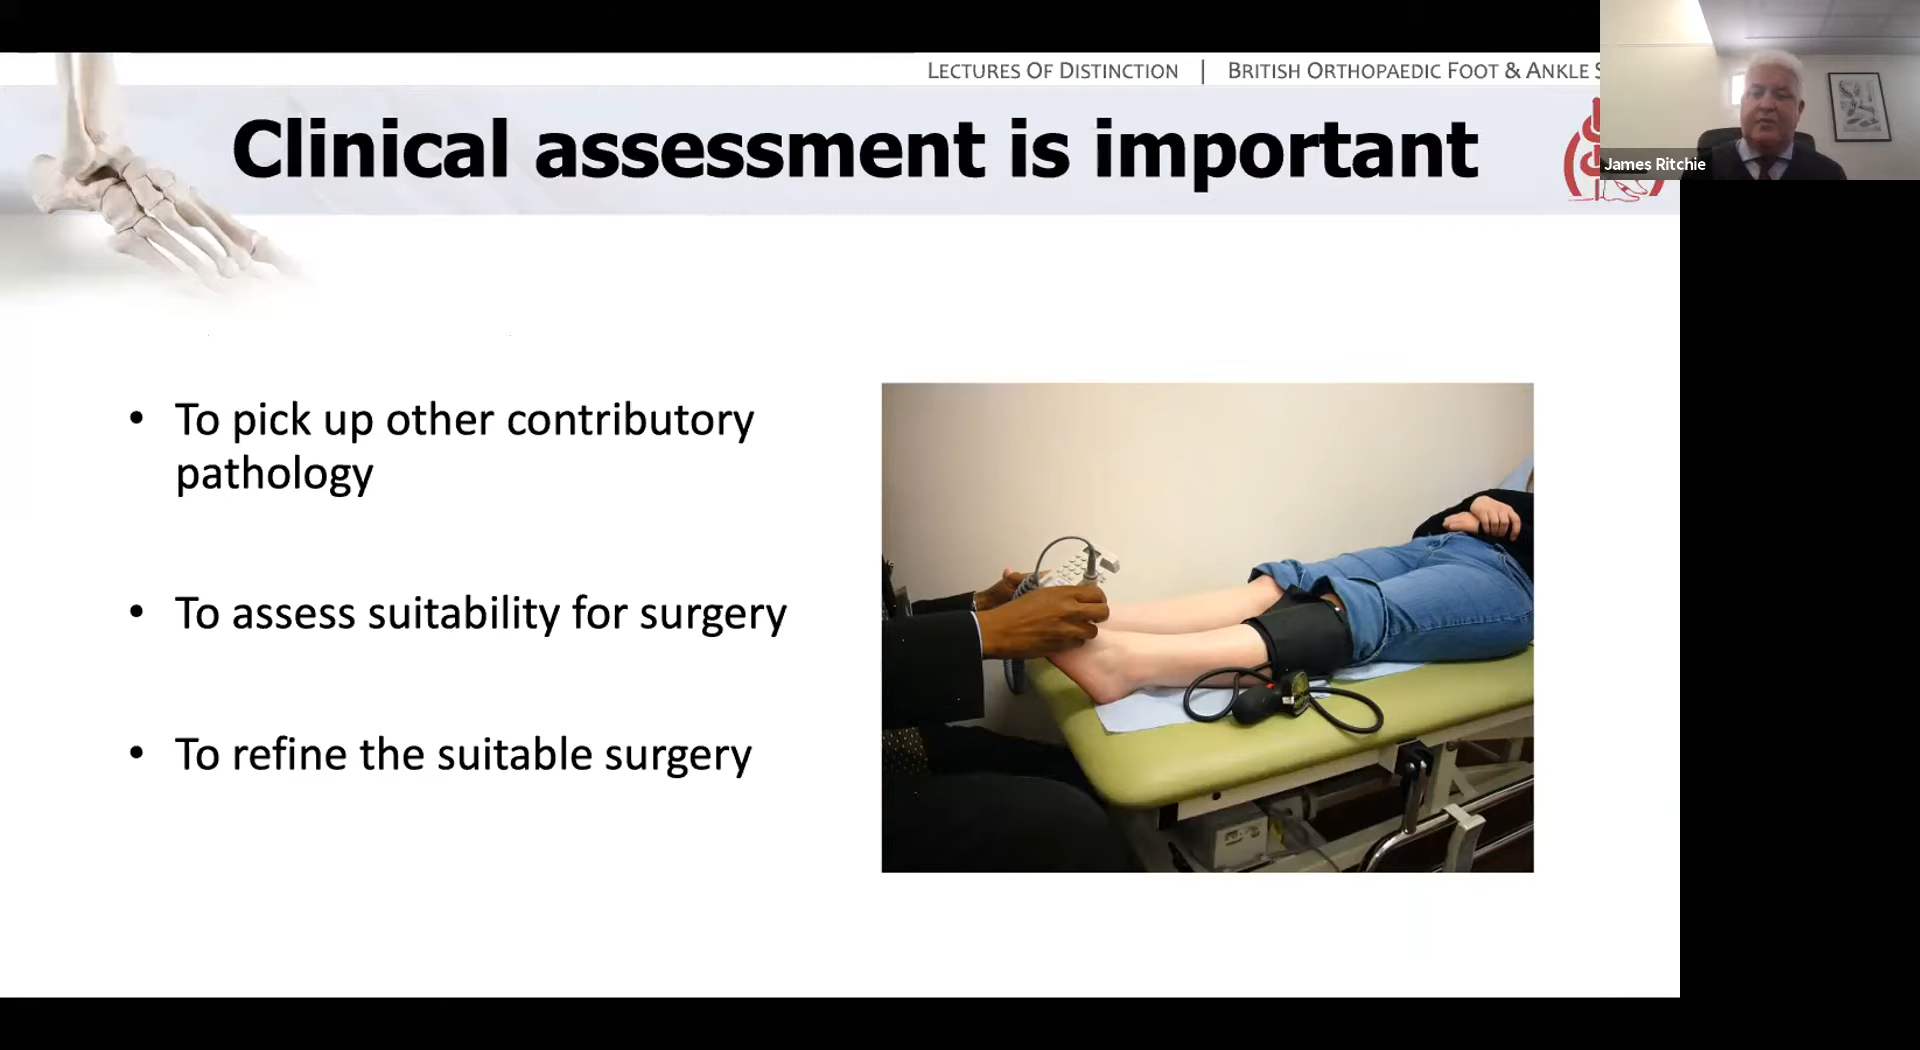 LECTURES OF DISTINCTION | BRITISH ORTHOPAEDIC FOOT & ANKLE
Clinical assessment is important
James Ritchie
• To pick up other contributory
pathology
• To assess suitability for surgery
• To refine the suitable surgery